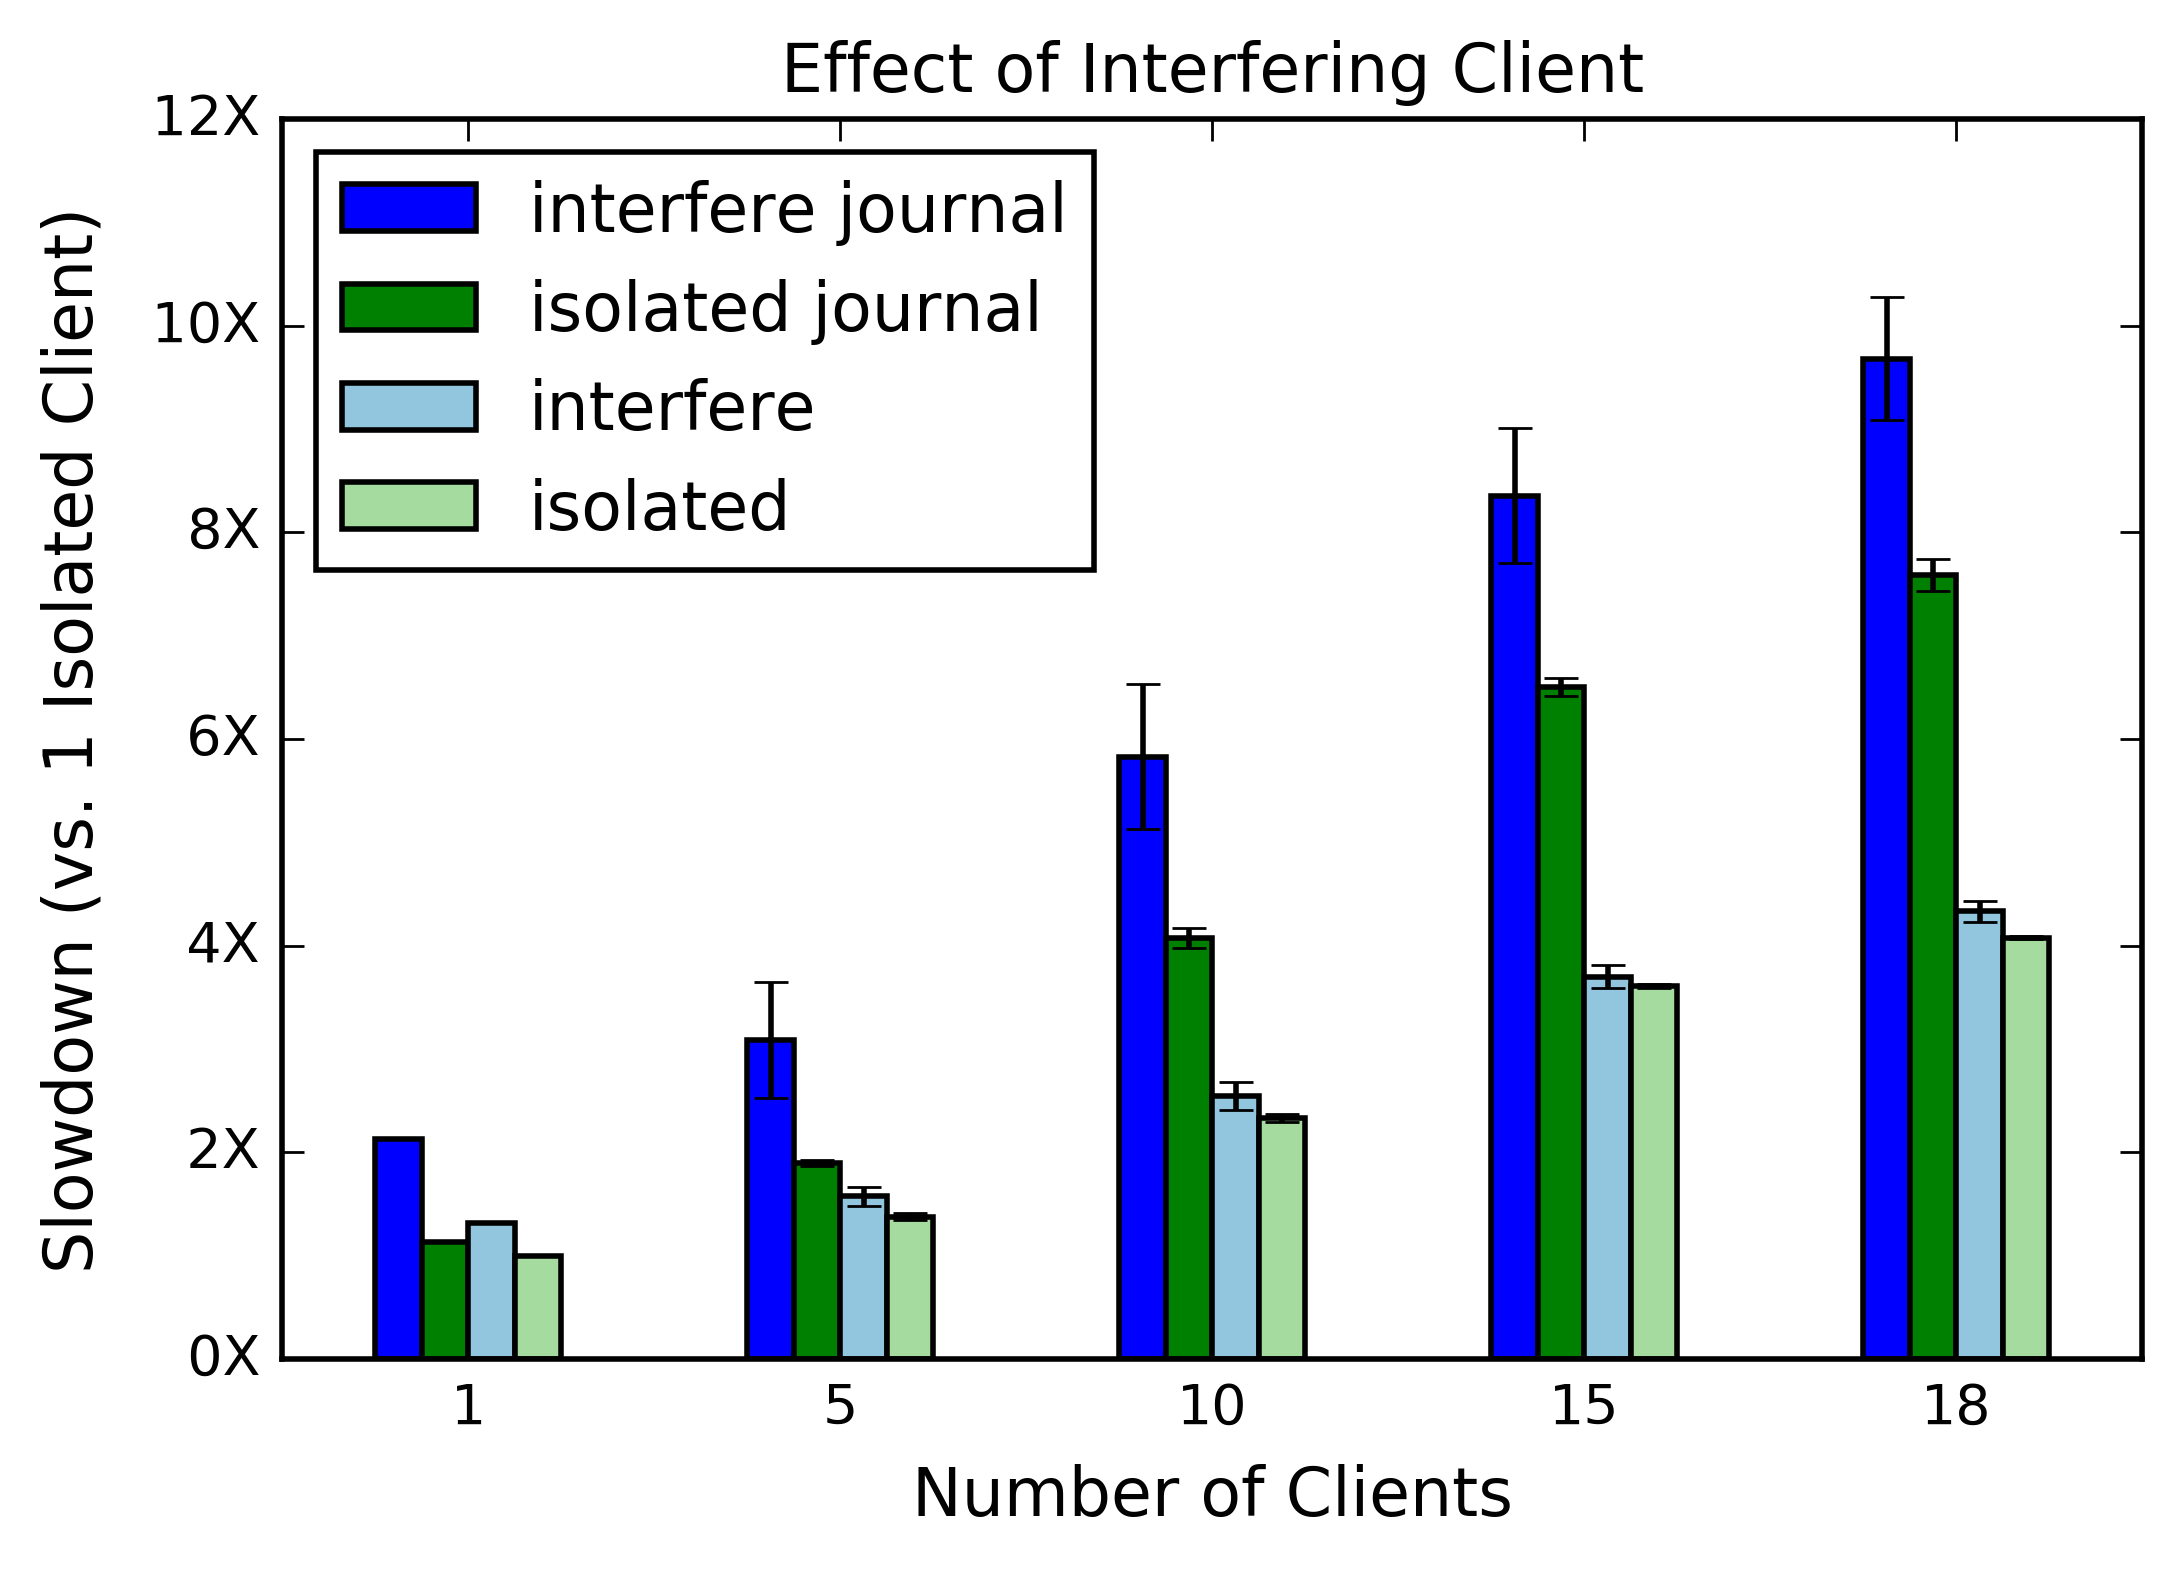 Effect of Interfering Client
12X
10X
8X
6X
4X
2X
0X
Slowdown (vs. 1 Isolated Client)
interfere journal
isolated journal
interfere
isolated
1 5 10 15 18
Number of Clients